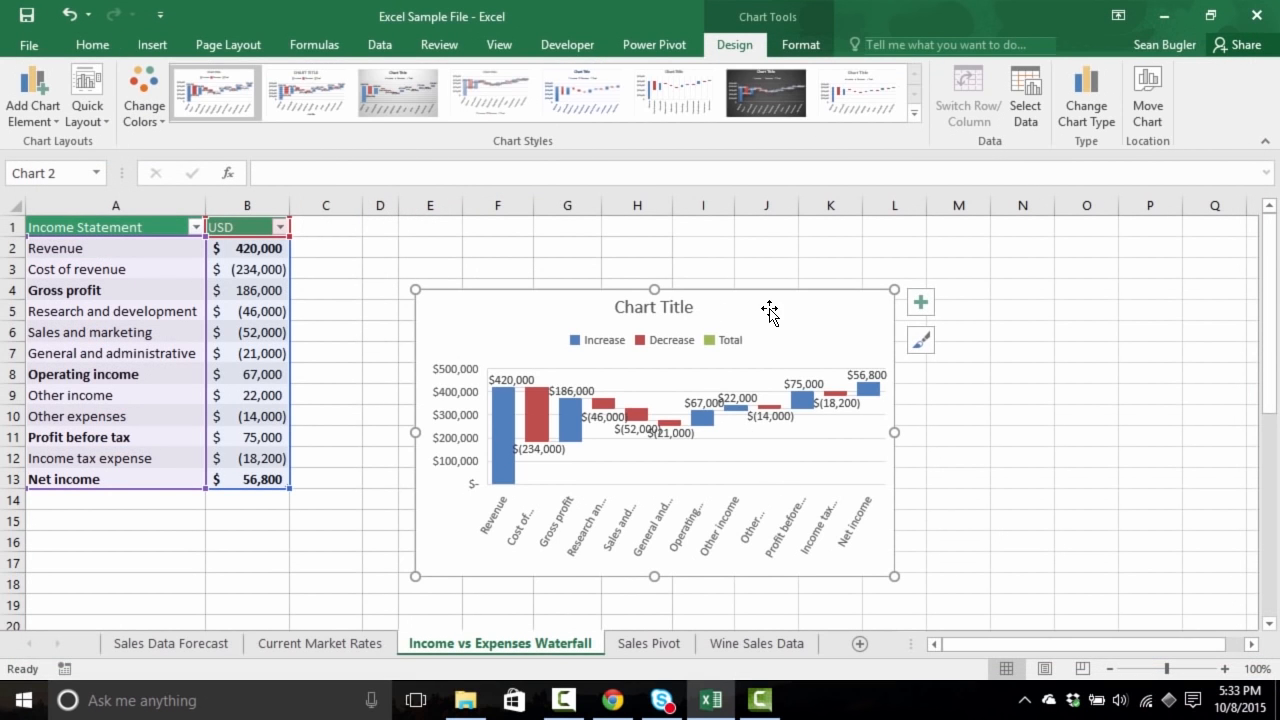 Excel Sample File - Excel
Chart Tools
File Home Insert Page Layout Formulas Data Review View Developer Power Pivot Design Format Tell me what you want to do... Sean Bugler Share
Add Chart Element
Quick Layout
Change Colors
Switch Row/ Column
Select Data
Change Chart Type
Move Chart
Chart Layouts
Chart Styles
Data
Type
Location
Chart 2
fx
A B C D E F G H I J K L M N O P Q
1 Income Statement USD
2 Revenue $ 420,000
3 Cost of revenue $ (234,000)
4 Gross profit $ 186,000
5 Research and development $ (46,000)
6 Sales and marketing $ (52,000)
7 General and administrative $ (21,000)
8 Operating income $ 67,000
9 Other income $ 22,000
10 Other expenses $ (14,000)
11 Profit before tax $ 75,000
12 Income tax expense $ (18,200)
13 Net income $ 56,800
14
15
16
17
18
19
20
Chart Title
Increase Decrease Total
$500,000
$400,000
$300,000
$200,000
$100,000
$-
$420,000
$(234,000)
$186,000
$(46,000)
$(52,000)
$(21,000)
$67,000
$22,000
$(14,000)
$75,000
$(18,200)
$56,800
Revenue
Cost of...
Gross profit
Research an...
Sales and...
General and...
Operating...
Other income
Other...
Profit before...
Income tax...
Net income
Sales Data Forecast Current Market Rates Income vs Expenses Waterfall Sales Pivot Wine Sales Data
Ready
100%
Ask me anything
5:33 PM
10/8/2015